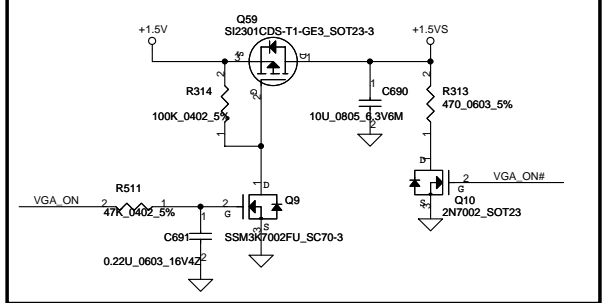 Q59
SI2301CDS-T1-GE3_SOT23-3
+1.5V
+1.5VS
3
S
D
1
G
2
2
R314
100K_0402_5%
1
1
C690
10U_0805_6.3V6M
2
2
R313
470_0603_5%
1
1
D
2
VGA_ON#
G
S
3
Q10
2N7002_SOT23
VGA_ON
2
R511
1
47K_0402_5%
1
C691
2
0.22U_0603_16V4Z
2
G
1
D
Q9
S
3
SSM3K7002FU_SC70-3